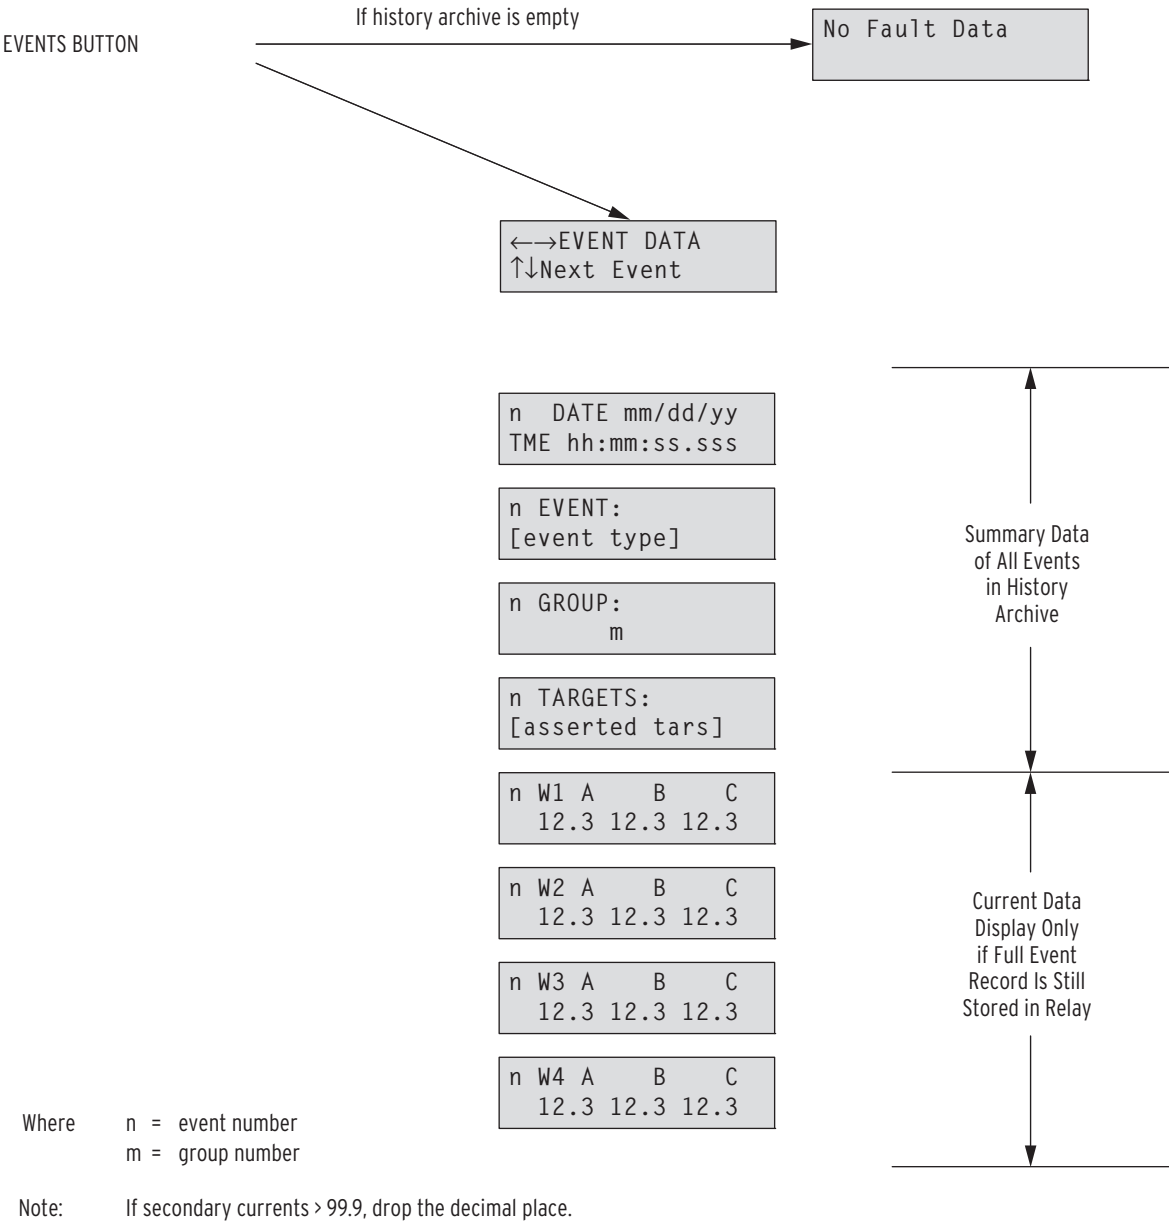 If history archive is empty
EVENTS BUTTON
No Fault Data
←→EVENT DATA
↑↓Next Event
n DATE mm/dd/yy
TME hh:mm:ss.sss
n EVENT:
[event type]
n GROUP:
m
n TARGETS:
[asserted tars]
Summary Data
of All Events
in History
Archive
n W1 A B C
12.3 12.3 12.3
n W2 A B C
12.3 12.3 12.3
n W3 A B C
12.3 12.3 12.3
n W4 A B C
12.3 12.3 12.3
Current Data
Display Only
if Full Event
Record Is Still
Stored in Relay
Where n = event number
m = group number
Note: If secondary currents > 99.9, drop the decimal place.